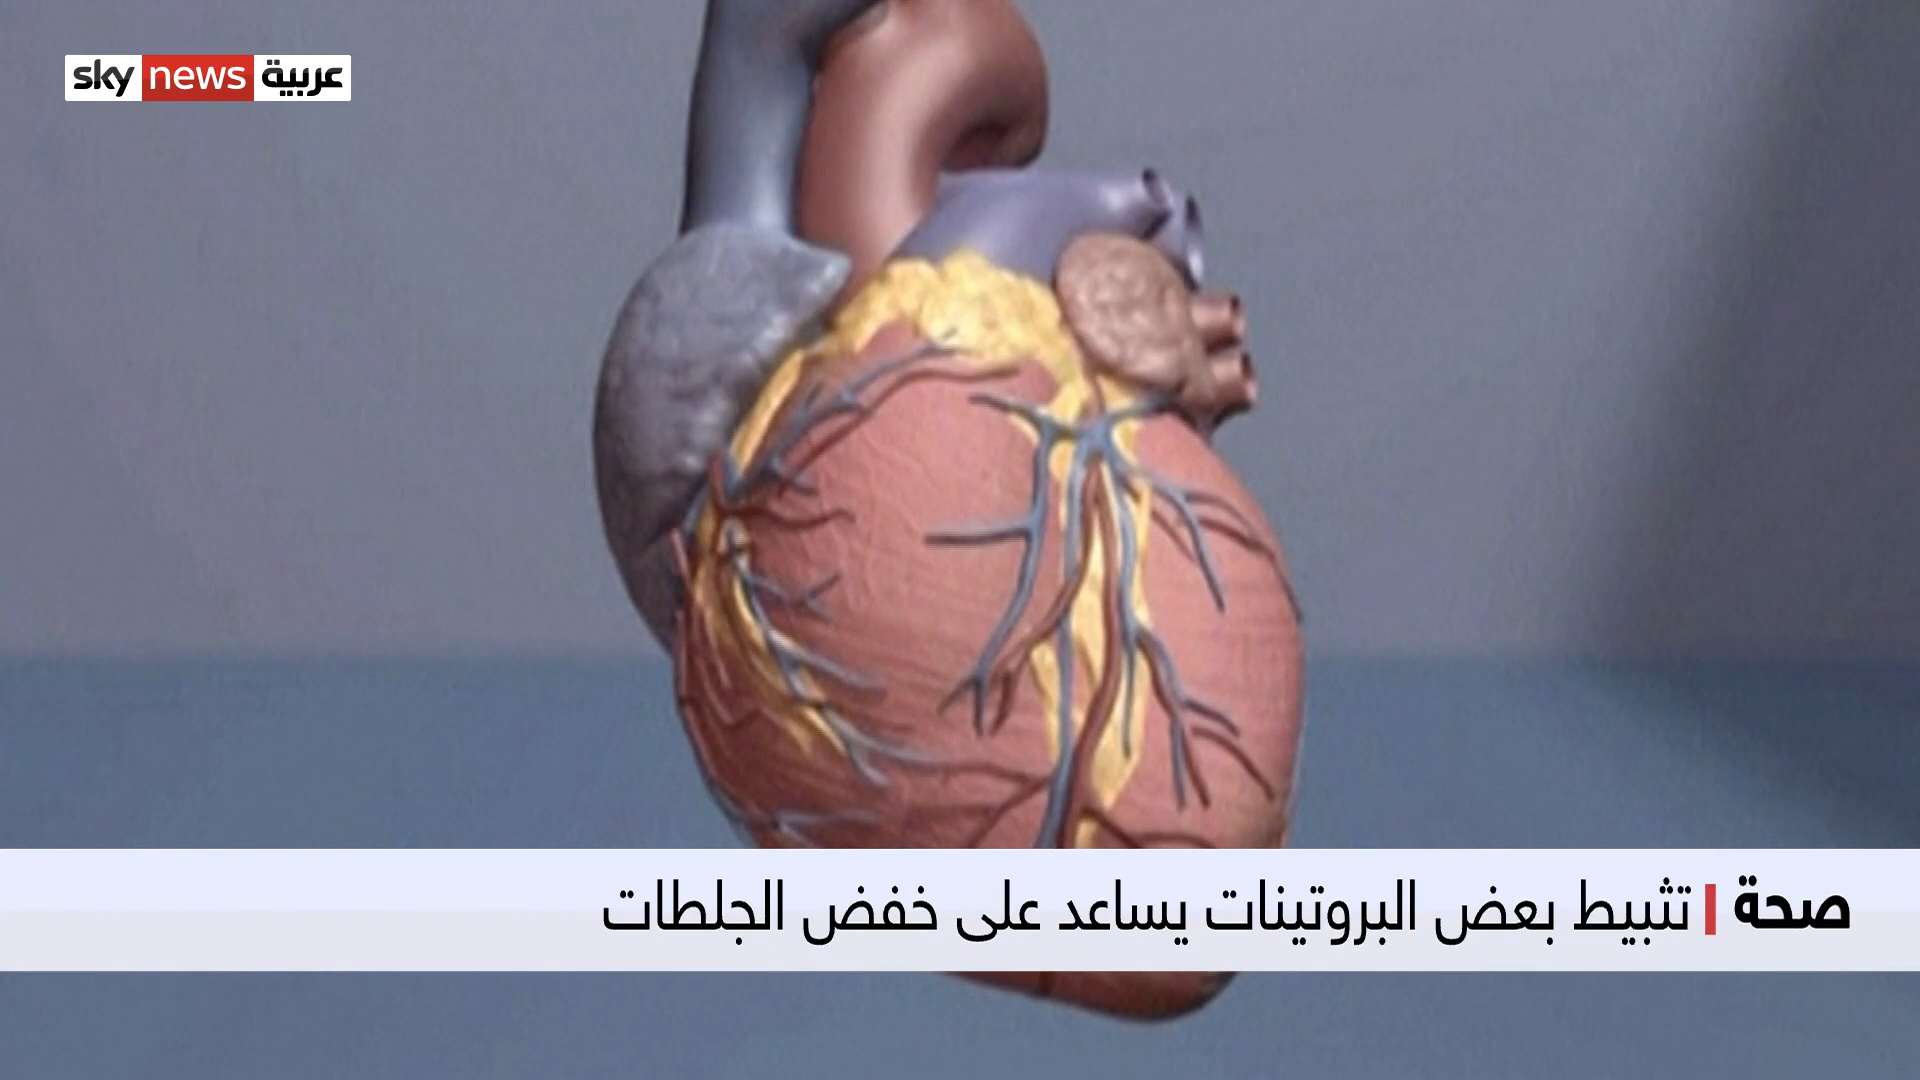 sky news عربية
صحة | تثبيط بعض البروتينات يساعد على خفض الجلطات